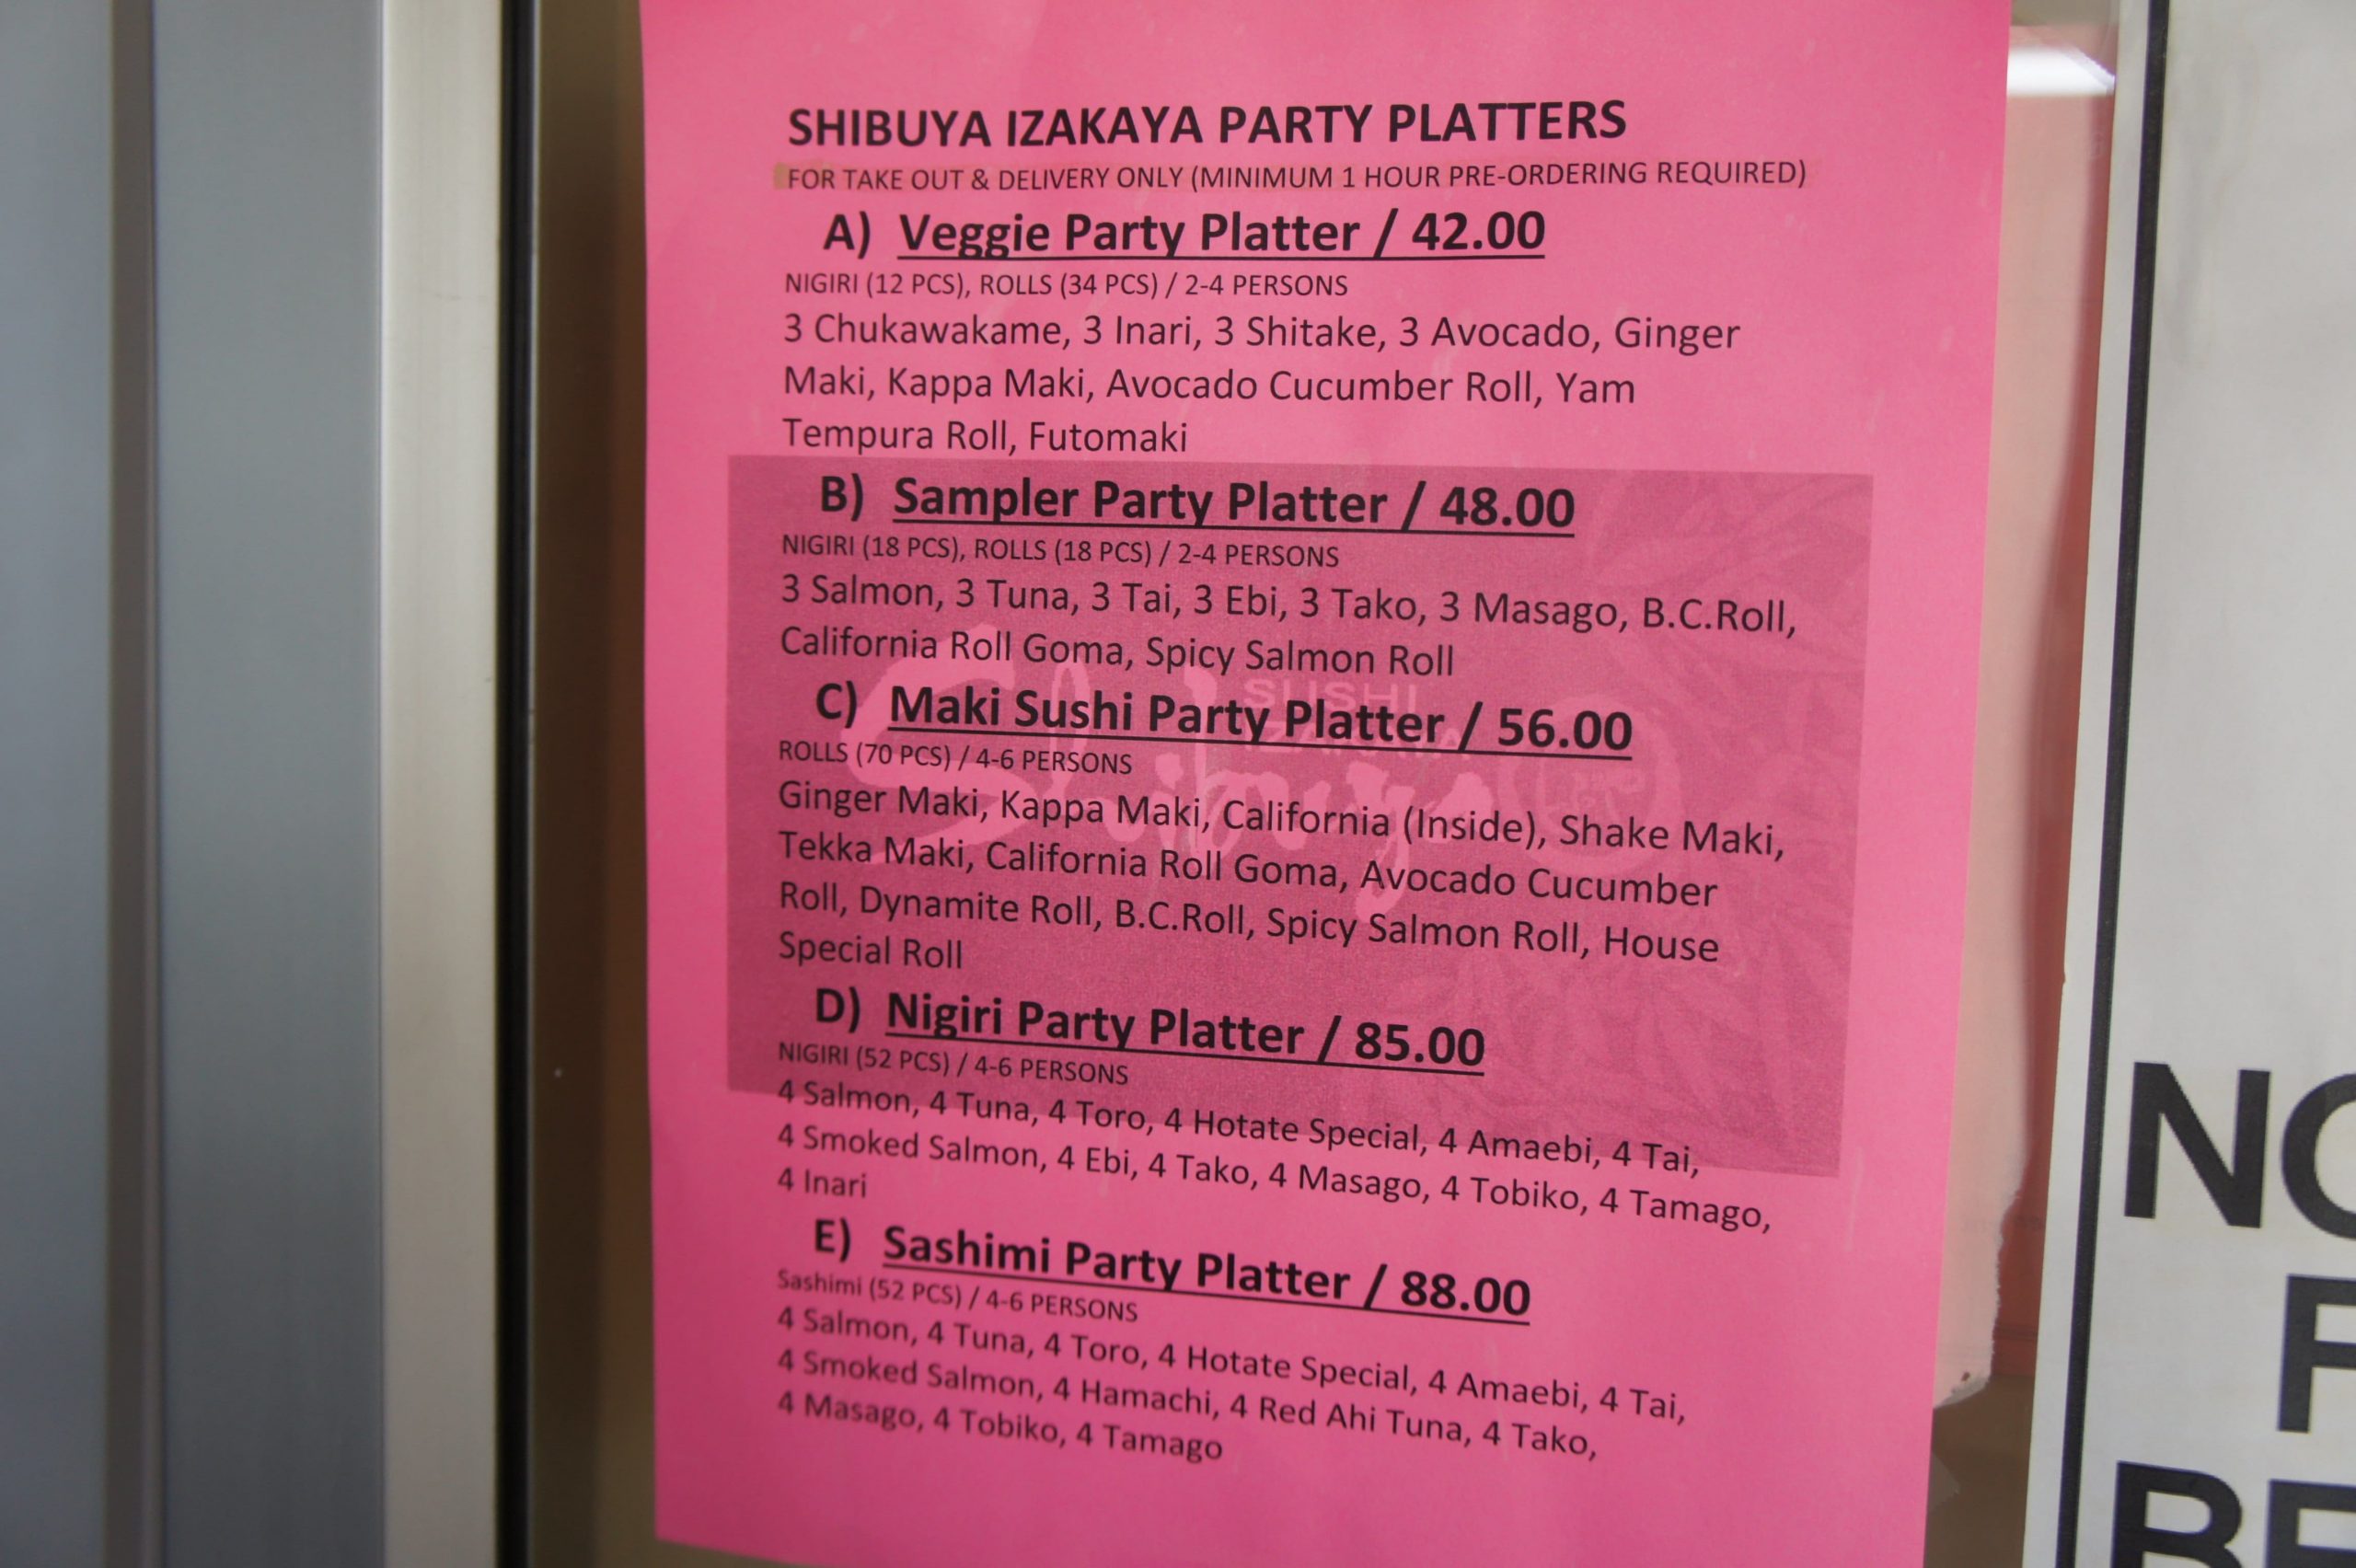 SHIBUYA IZAKAYA PARTY PLATTERS
FOR TAKE OUT & DELIVERY ONLY (MINIMUM 1 HOUR PRE-ORDERING REQUIRED)
A) Veggie Party Platter / 42.00
NIGIRI (12 PCS), ROLLS (34 PCS) / 2-4 PERSONS
3 Chukawakame, 3 Inari, 3 Shitake, 3 Avocado, Ginger
Maki, Kappa Maki, Avocado Cucumber Roll, Yam
Tempura Roll, Futomaki
B) Sampler Party Platter / 48.00
NIGIRI (18 PCS), ROLLS (18 PCS) / 2-4 PERSONS
3 Salmon, 3 Tuna, 3 Tai, 3 Ebi, 3 Tako, 3 Masago, B.C.Roll,
California Roll Goma, Spicy Salmon Roll
C) Maki Sushi Party Platter / 56.00
ROLLS (70 PCS) / 4-6 PERSONS
Ginger Maki, Kappa Maki, California (Inside), Shake Maki,
Tekka Maki, California Roll Goma, Avocado Cucumber
Roll, Dynamite Roll, B.C.Roll, Spicy Salmon Roll, House
Special Roll
D) Nigiri Party Platter / 85.00
NIGIRI (52 PCS) / 4-6 PERSONS
4 Salmon, 4 Tuna, 4 Toro, 4 Hotate Special, 4 Amaebi, 4 Tai,
4 Smoked Salmon, 4 Ebi, 4 Tako, 4 Masago, 4 Tobiko, 4 Tamago,
4 Inari
E) Sashimi Party Platter / 88.00
Sashimi (52 PCS) / 4-6 PERSONS
4 Salmon, 4 Tuna, 4 Toro, 4 Hotate Special, 4 Amaebi, 4 Tai,
4 Smoked Salmon, 4 Hamachi, 4 Red Ahi Tuna, 4 Tako,
4 Masago, 4 Tobiko, 4 Tamago
SUSHI
IZAKAYA
Shibuya